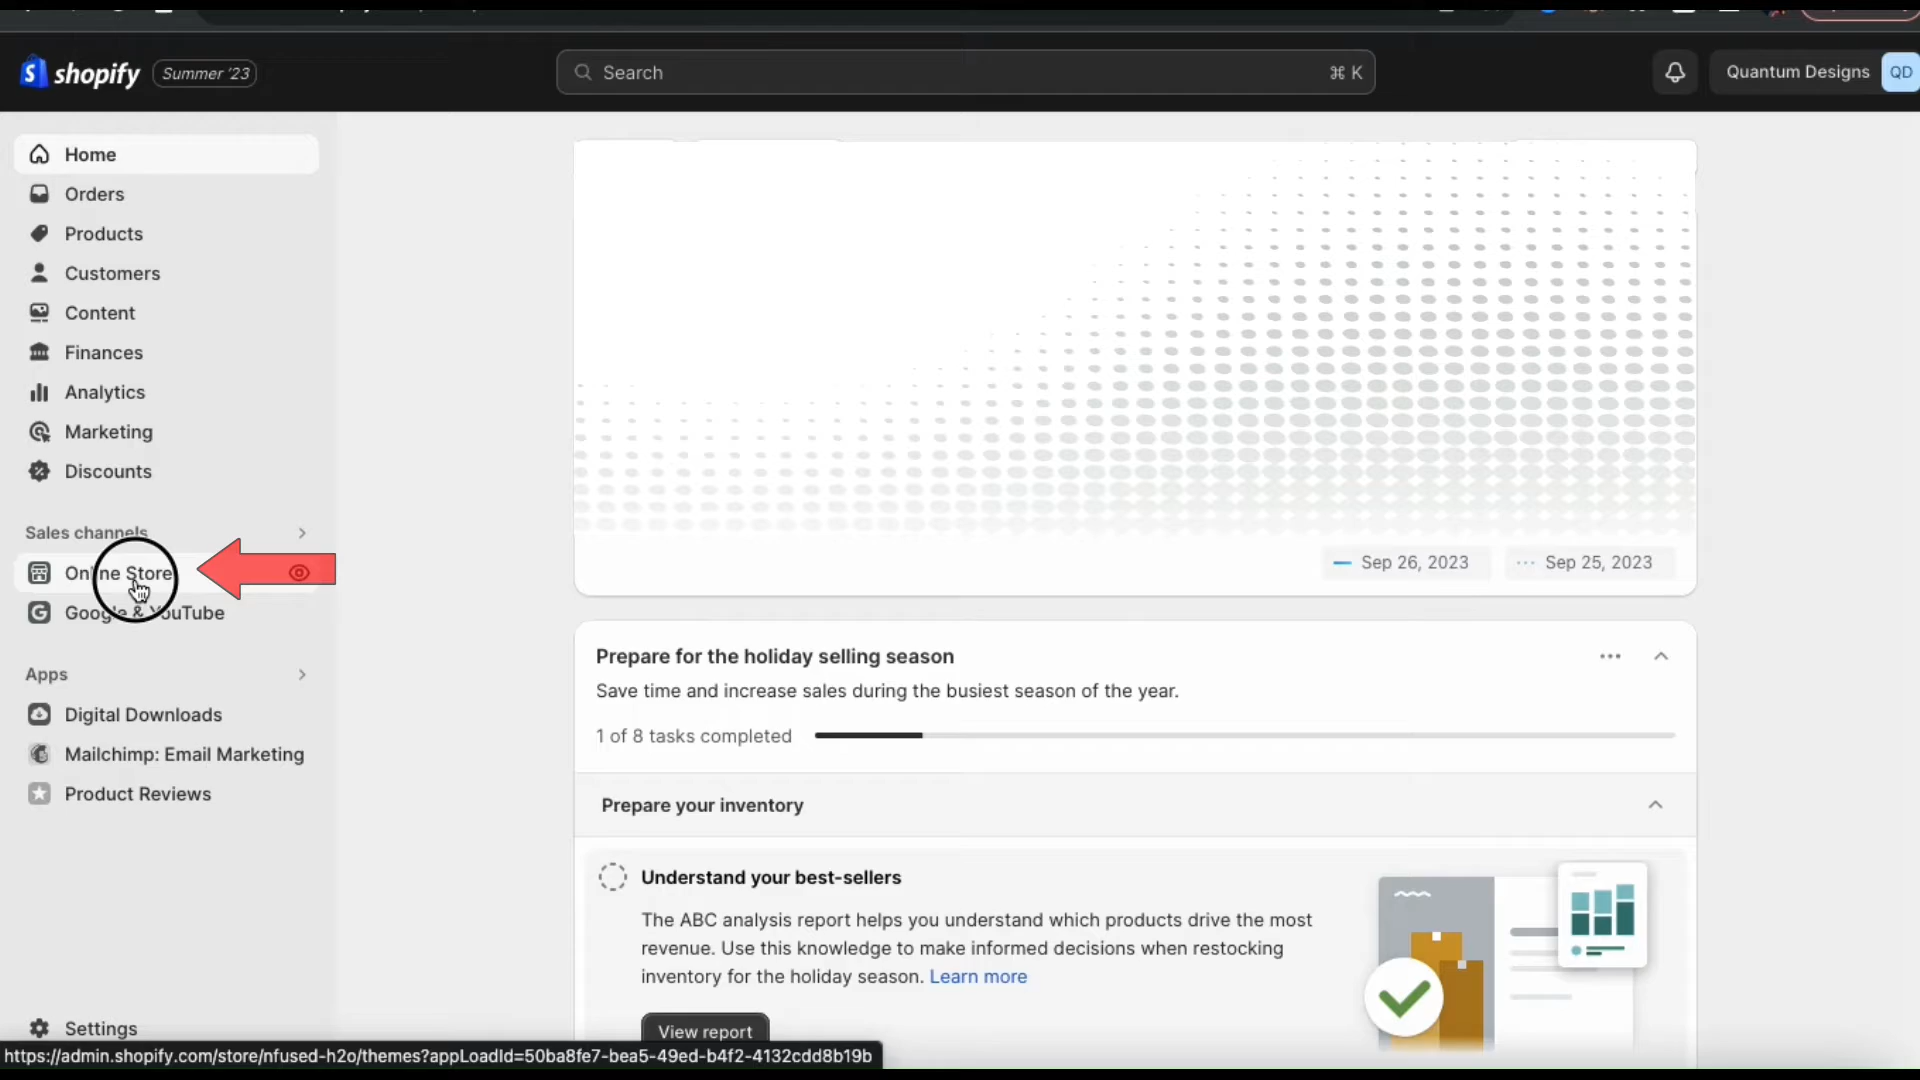 shopify
Summer '23
Search
⌘ K
Quantum Designs
QD
Home
Orders
Products
Customers
Content
Finances
Analytics
Marketing
Discounts
Sales channels
Online Store
Google & YouTube
Apps
Digital Downloads
Mailchimp: Email Marketing
Product Reviews
Settings
Sep 26, 2023
Sep 25, 2023
Prepare for the holiday selling season
Save time and increase sales during the busiest season of the year.
1 of 8 tasks completed
Prepare your inventory
Understand your best-sellers
The ABC analysis report helps you understand which products drive the most
revenue. Use this knowledge to make informed decisions when restocking
inventory for the holiday season. Learn more
View report
https://admin.shopify.com/store/nfused-h2o/themes?appLoadId=50ba8fe7-bea5-49ed-b4f2-4132cdd8b19b